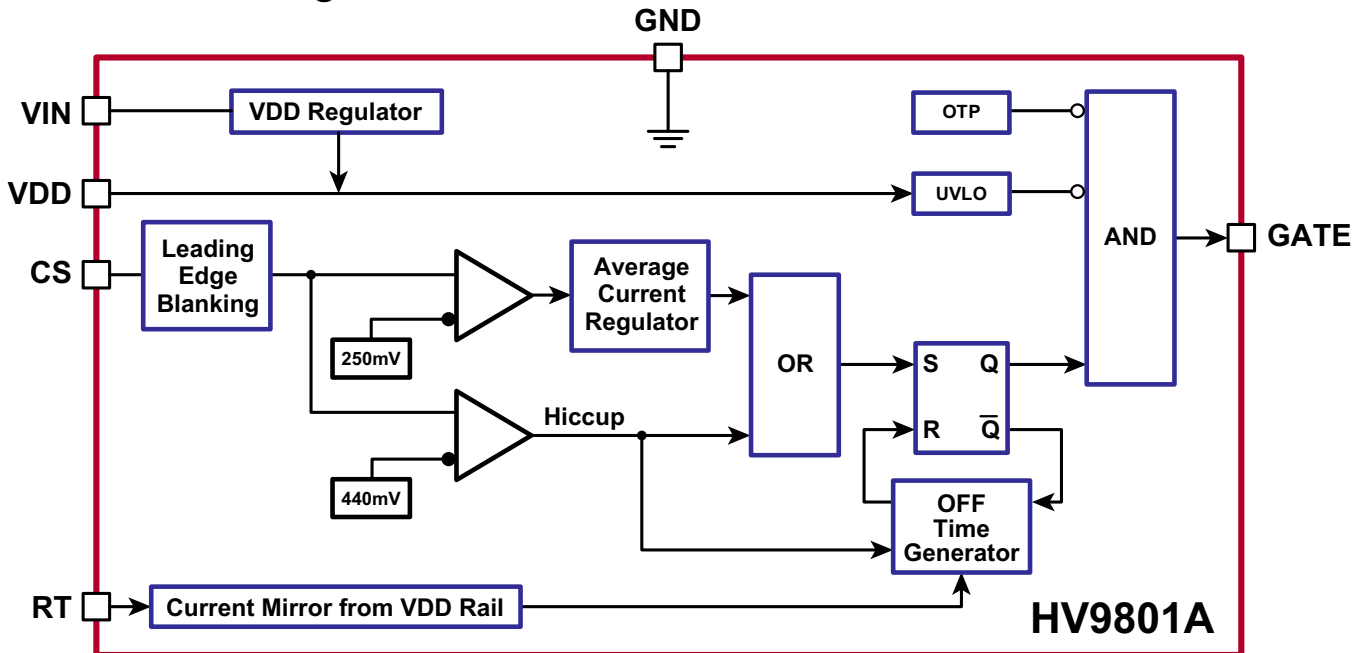 GND
VIN
VDD Regulator
OTP
VDD
UVLO
AND
GATE
CS
Leading
Edge
Blanking
Average
Current
Regulator
250mV
OR
S Q
R Q̅
Hiccup
440mV
OFF
Time
Generator
RT
Current Mirror from VDD Rail
HV9801A